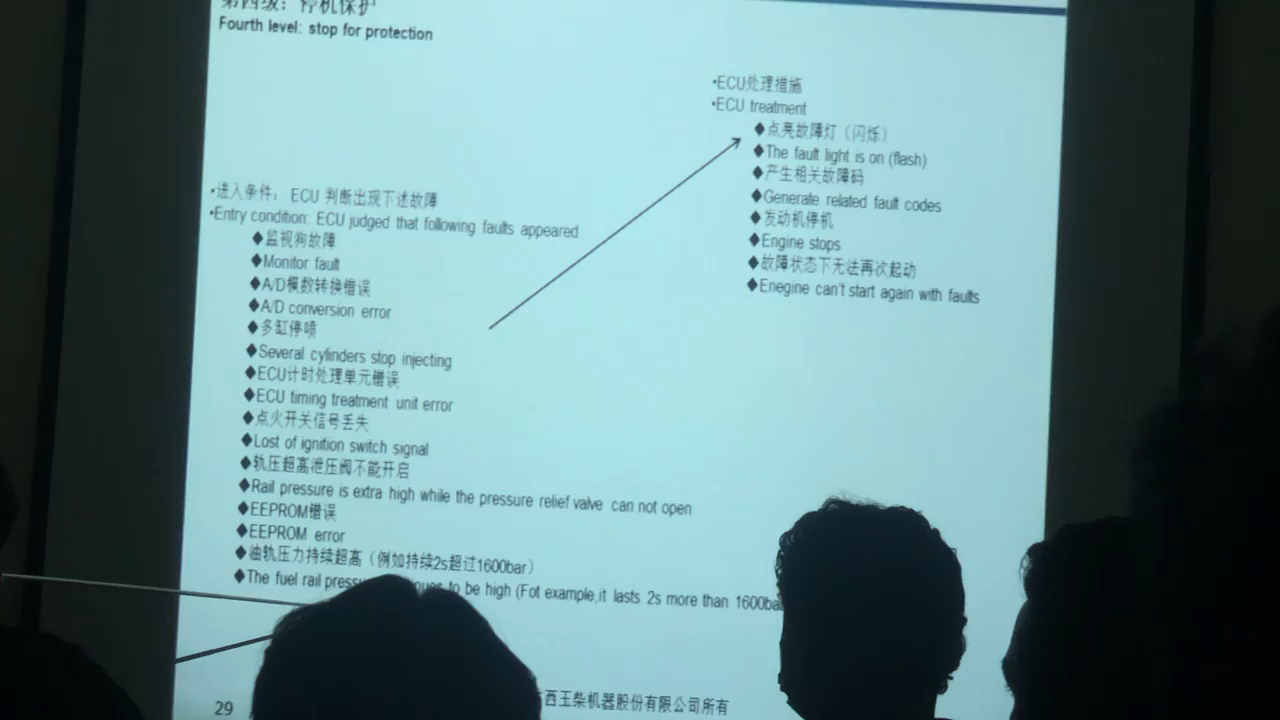 第四级：停机保护
Fourth level: stop for protection
•进入条件： ECU 判断出现下述故障
•Entry condition: ECU judged that following faults appeared
◆监视狗故障
◆Monitor fault
◆A/D模数转换错误
◆A/D conversion error
◆多缸停喷
◆Several cylinders stop injecting
◆ECU计时处理单元错误
◆ECU timing treatment unit error
◆点火开关信号丢失
◆Lost of ignition switch signal
◆轨压超高泄压阀不能开启
◆Rail pressure is extra high while the pressure relief valve can not open
◆EEPROM错误
◆EEPROM error
◆油轨压力持续超高（例如持续2s超过1600bar）
◆The fuel rail to be high (Fot example,it lasts 2s more than
•ECU处理措施
•ECU treatment
◆点亮故障灯（闪烁）
◆The fault light is on (flash)
◆产生相关故障码
◆Generate related fault codes
◆发动机停机
◆Engine stops
◆故障状态下无法再次起动
◆Enegine can't start again with faults
29
西玉柴机器股份有限公司所有